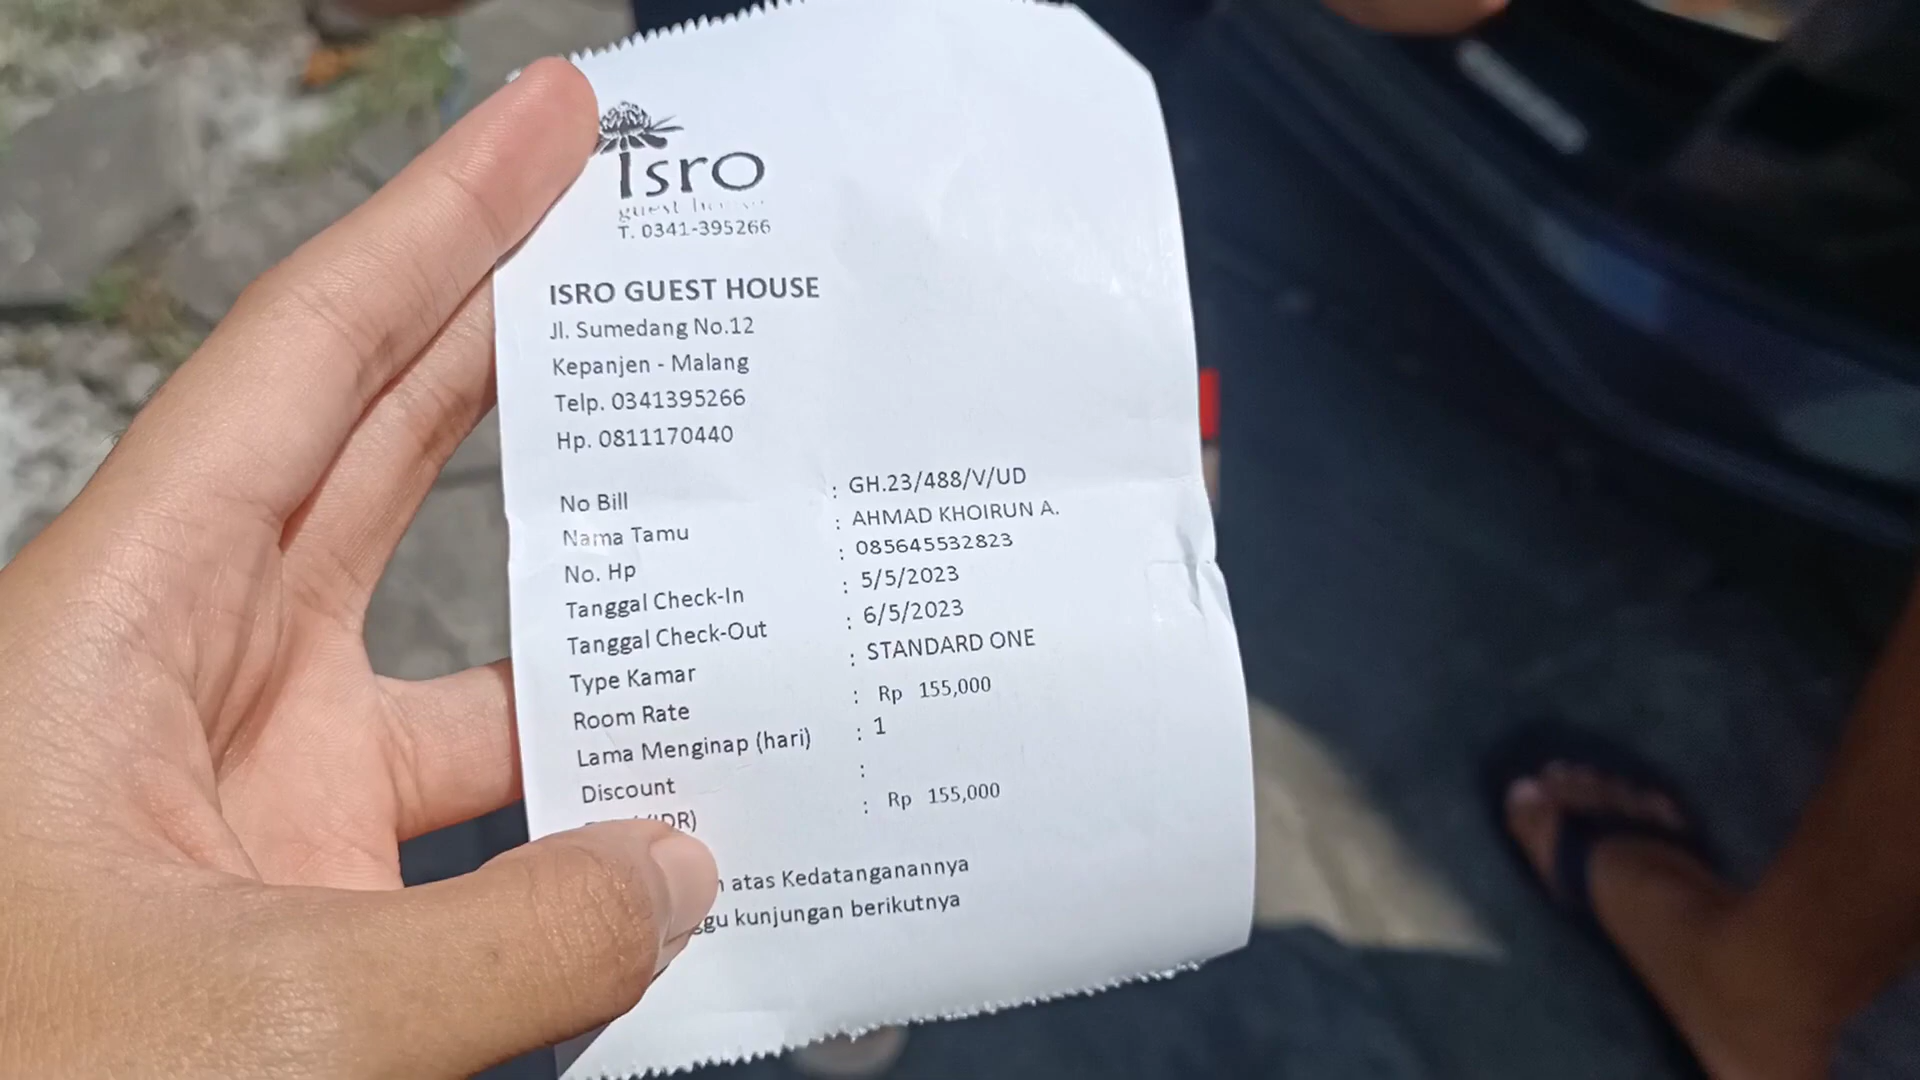 Isro
guest house
T. 0341-395266
ISRO GUEST HOUSE
Jl. Sumedang No.12
Kepanjen - Malang
Telp. 0341395266
Hp. 0811170440
No Bill : GH.23/488/V/UD
Nama Tamu : AHMAD KHOIRUN A.
No. Hp : 085645532823
Tanggal Check-In : 5/5/2023
Tanggal Check-Out : 6/5/2023
Type Kamar : STANDARD ONE
Room Rate : Rp 155,000
Lama Menginap (hari) : 1
Discount :
: Rp 155,000
atas Kedatanganannya
kunjungan berikutnya